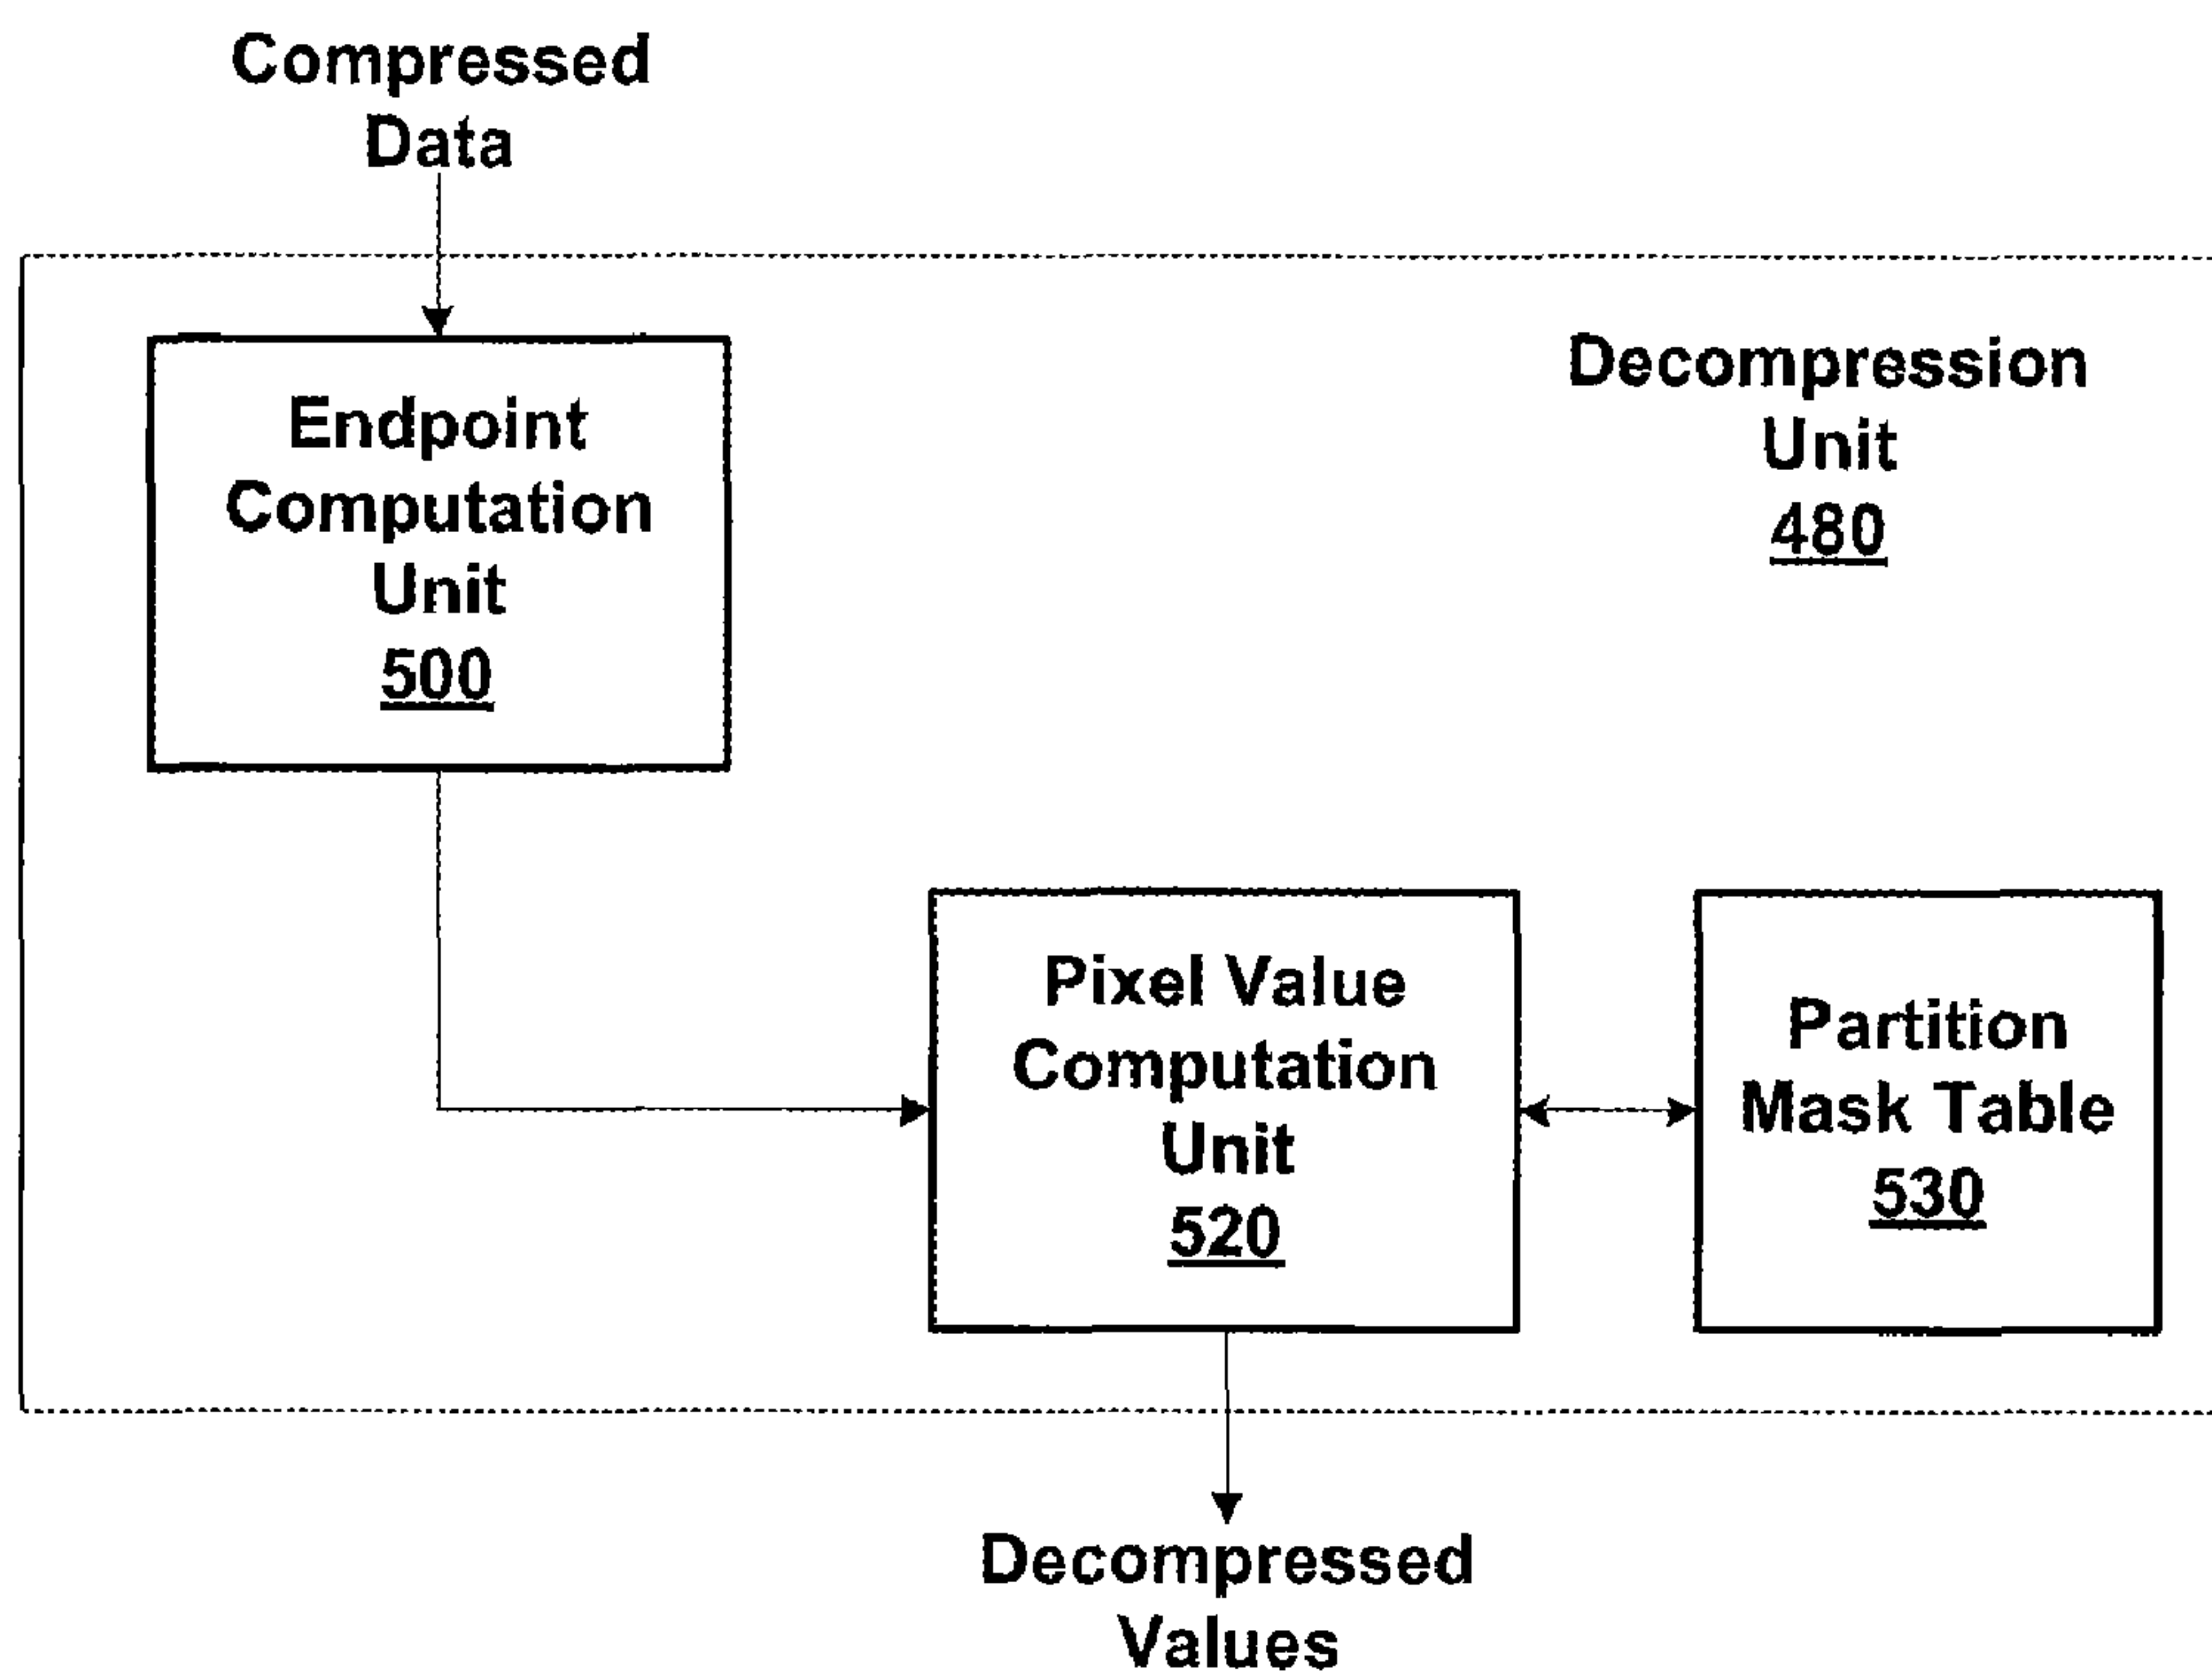 Compressed
Data
Endpoint
Computation
Unit
500
Decompression
Unit
480
Pixel Value
Computation
Unit
520
Partition
Mask Table
530
Decompressed
Values